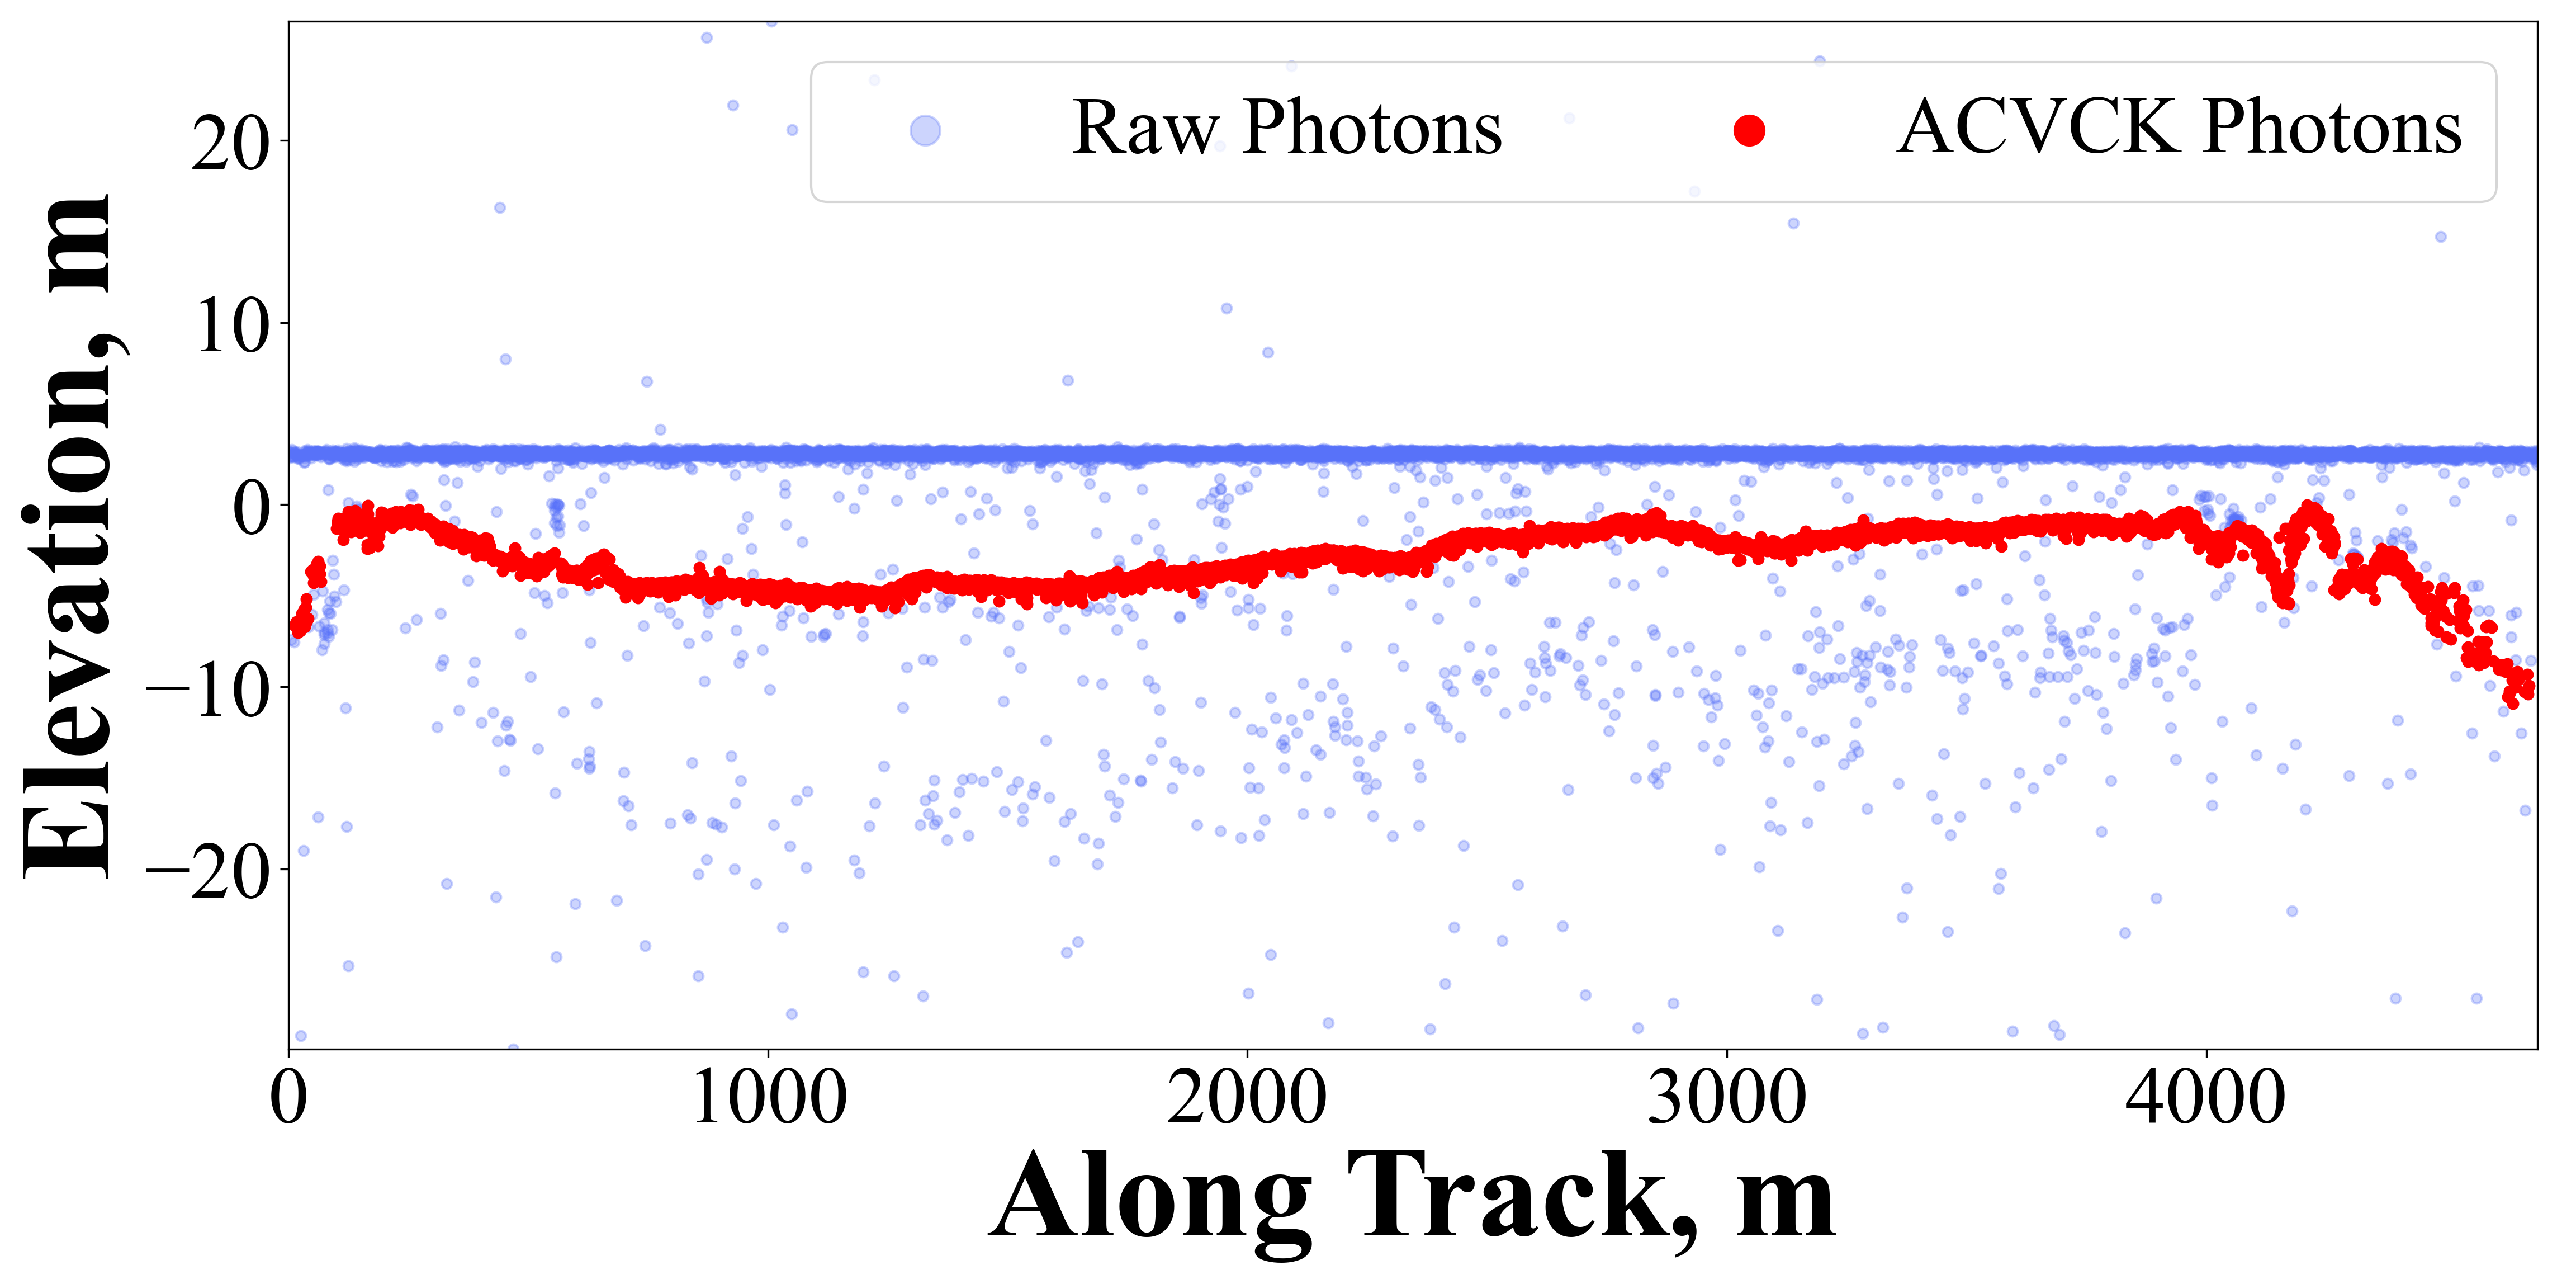 Raw Photons ACVCK Photons
20
10
0
−10
−20
Elevation, m
0 1000 2000 3000 4000
Along Track, m